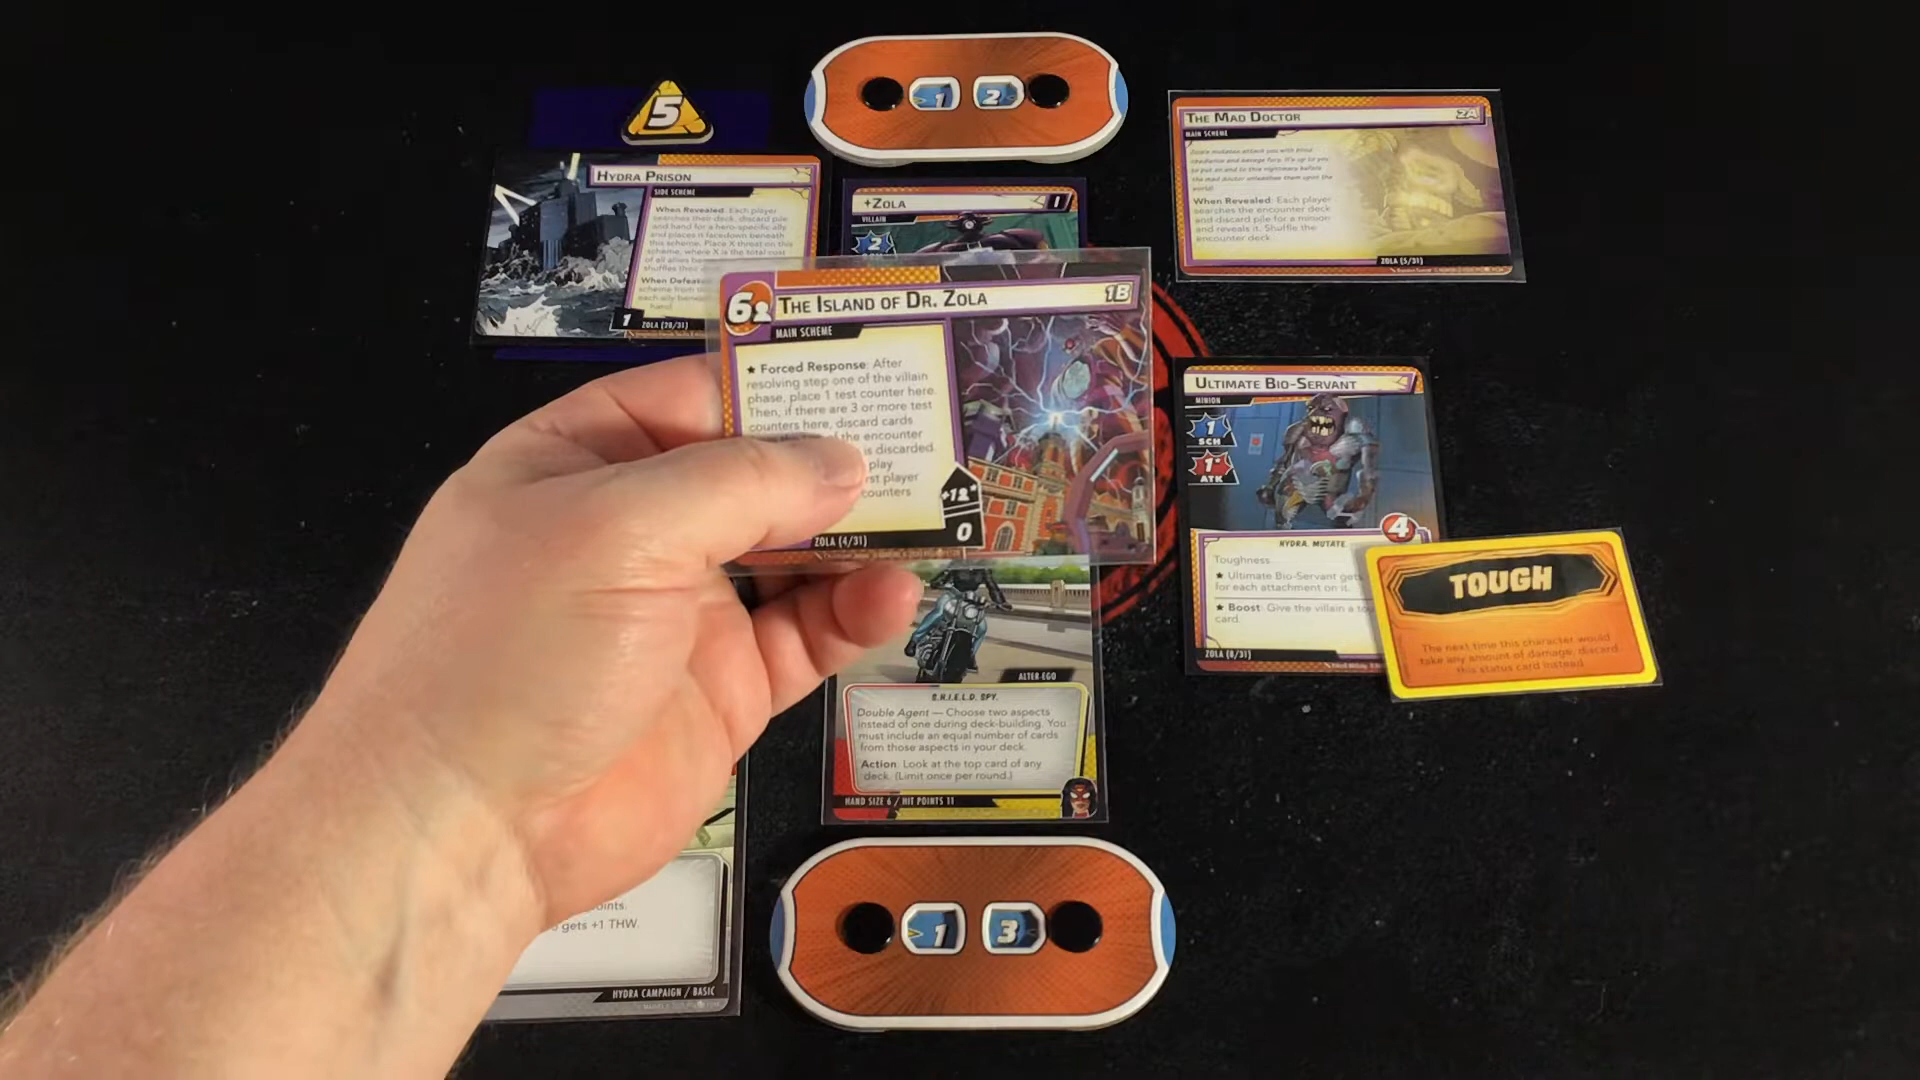 5
1 2
HYDRA PRISON
SIDE SCHEME
When Revealed: Each player
searches their deck, discard pile
and hand for a hero-specific ally
and places it facedown beneath
this scheme. Place X threat on this
scheme, where X is the total cost
of all allies
shuffles their
When
scheme from
each ally
hand.
1 ZOLA (28/31)
+ZOLA 1
VILLAIN
2
THE MAD DOCTOR 2A
MAIN SCHEME
When Revealed: Each player
searches the encounter deck
and discard pile for a minion
and reveals it. Shuffle the
encounter deck.
ZOLA (5/31)
6
THE ISLAND OF DR. ZOLA 1B
MAIN SCHEME
★ Forced Response: After
resolving step one of the villain
phase, place 1 test counter here.
Then, if there are 3 or more test
counters here, discard cards
of the encounter
is discarded.
play
player
counters
+1
0
ZOLA (4/31)
ULTIMATE BIO-SERVANT
MINION
1
SCH
1*
ATK
4
HYDRA. MUTATE.
Toughness.
★ Ultimate Bio-Servant gets
for each attachment on it.
★ Boost: Give the villain a
card.
ZOLA (8/31)
TOUGH
The next time this character would
take any amount of damage, discard
this status card instead.
ALTER-EGO
S.H.I.E.L.D. SPY.
Double Agent — Choose two aspects
instead of one during deck-building. You
must include an equal number of cards
from those aspects in your deck.
Action: Look at the top card of any
deck. (Limit once per round.)
HAND SIZE 6 / HIT POINTS 11
gets +1 THW.
HYDRA CAMPAIGN / BASIC
1 3